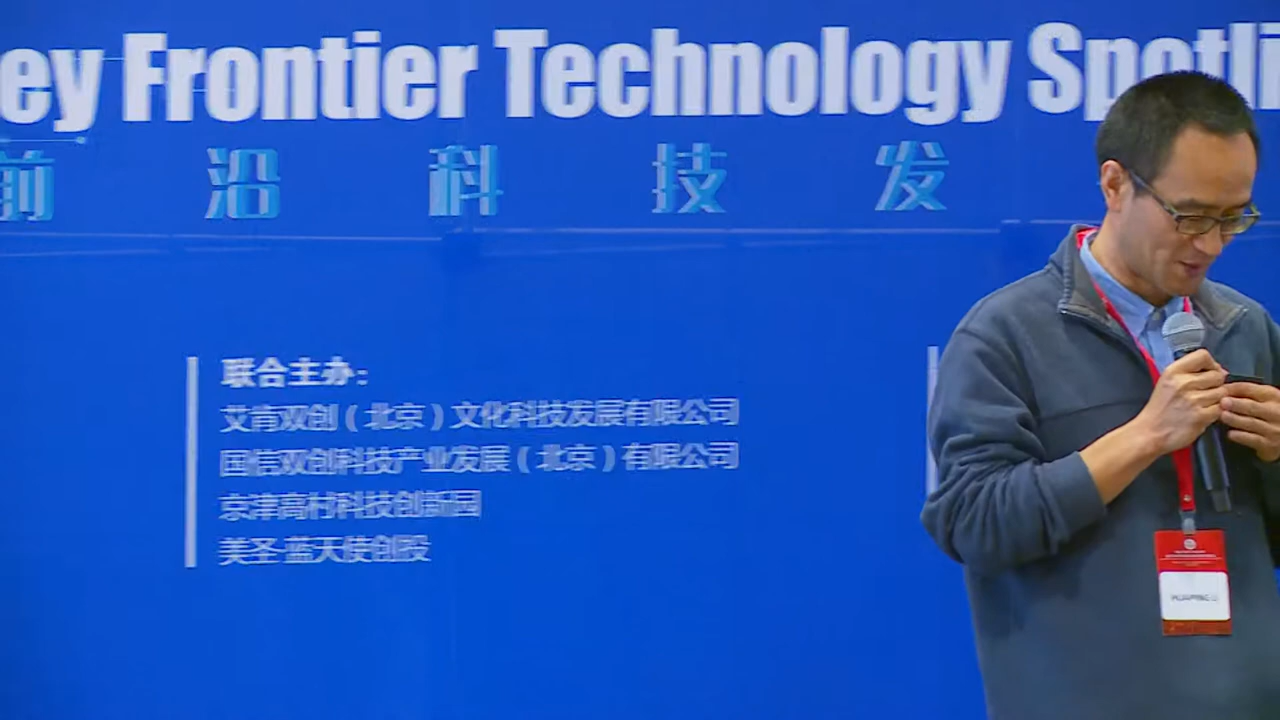 ey Frontier Technology Spotli
前沿科技发
联合主办:
艾肯双创(北京)文化科技发展有限公司
国信双创科技产业发展(北京)有限公司
京津高村科技创新园
美圣·蓝天使创投
HUAPING LI